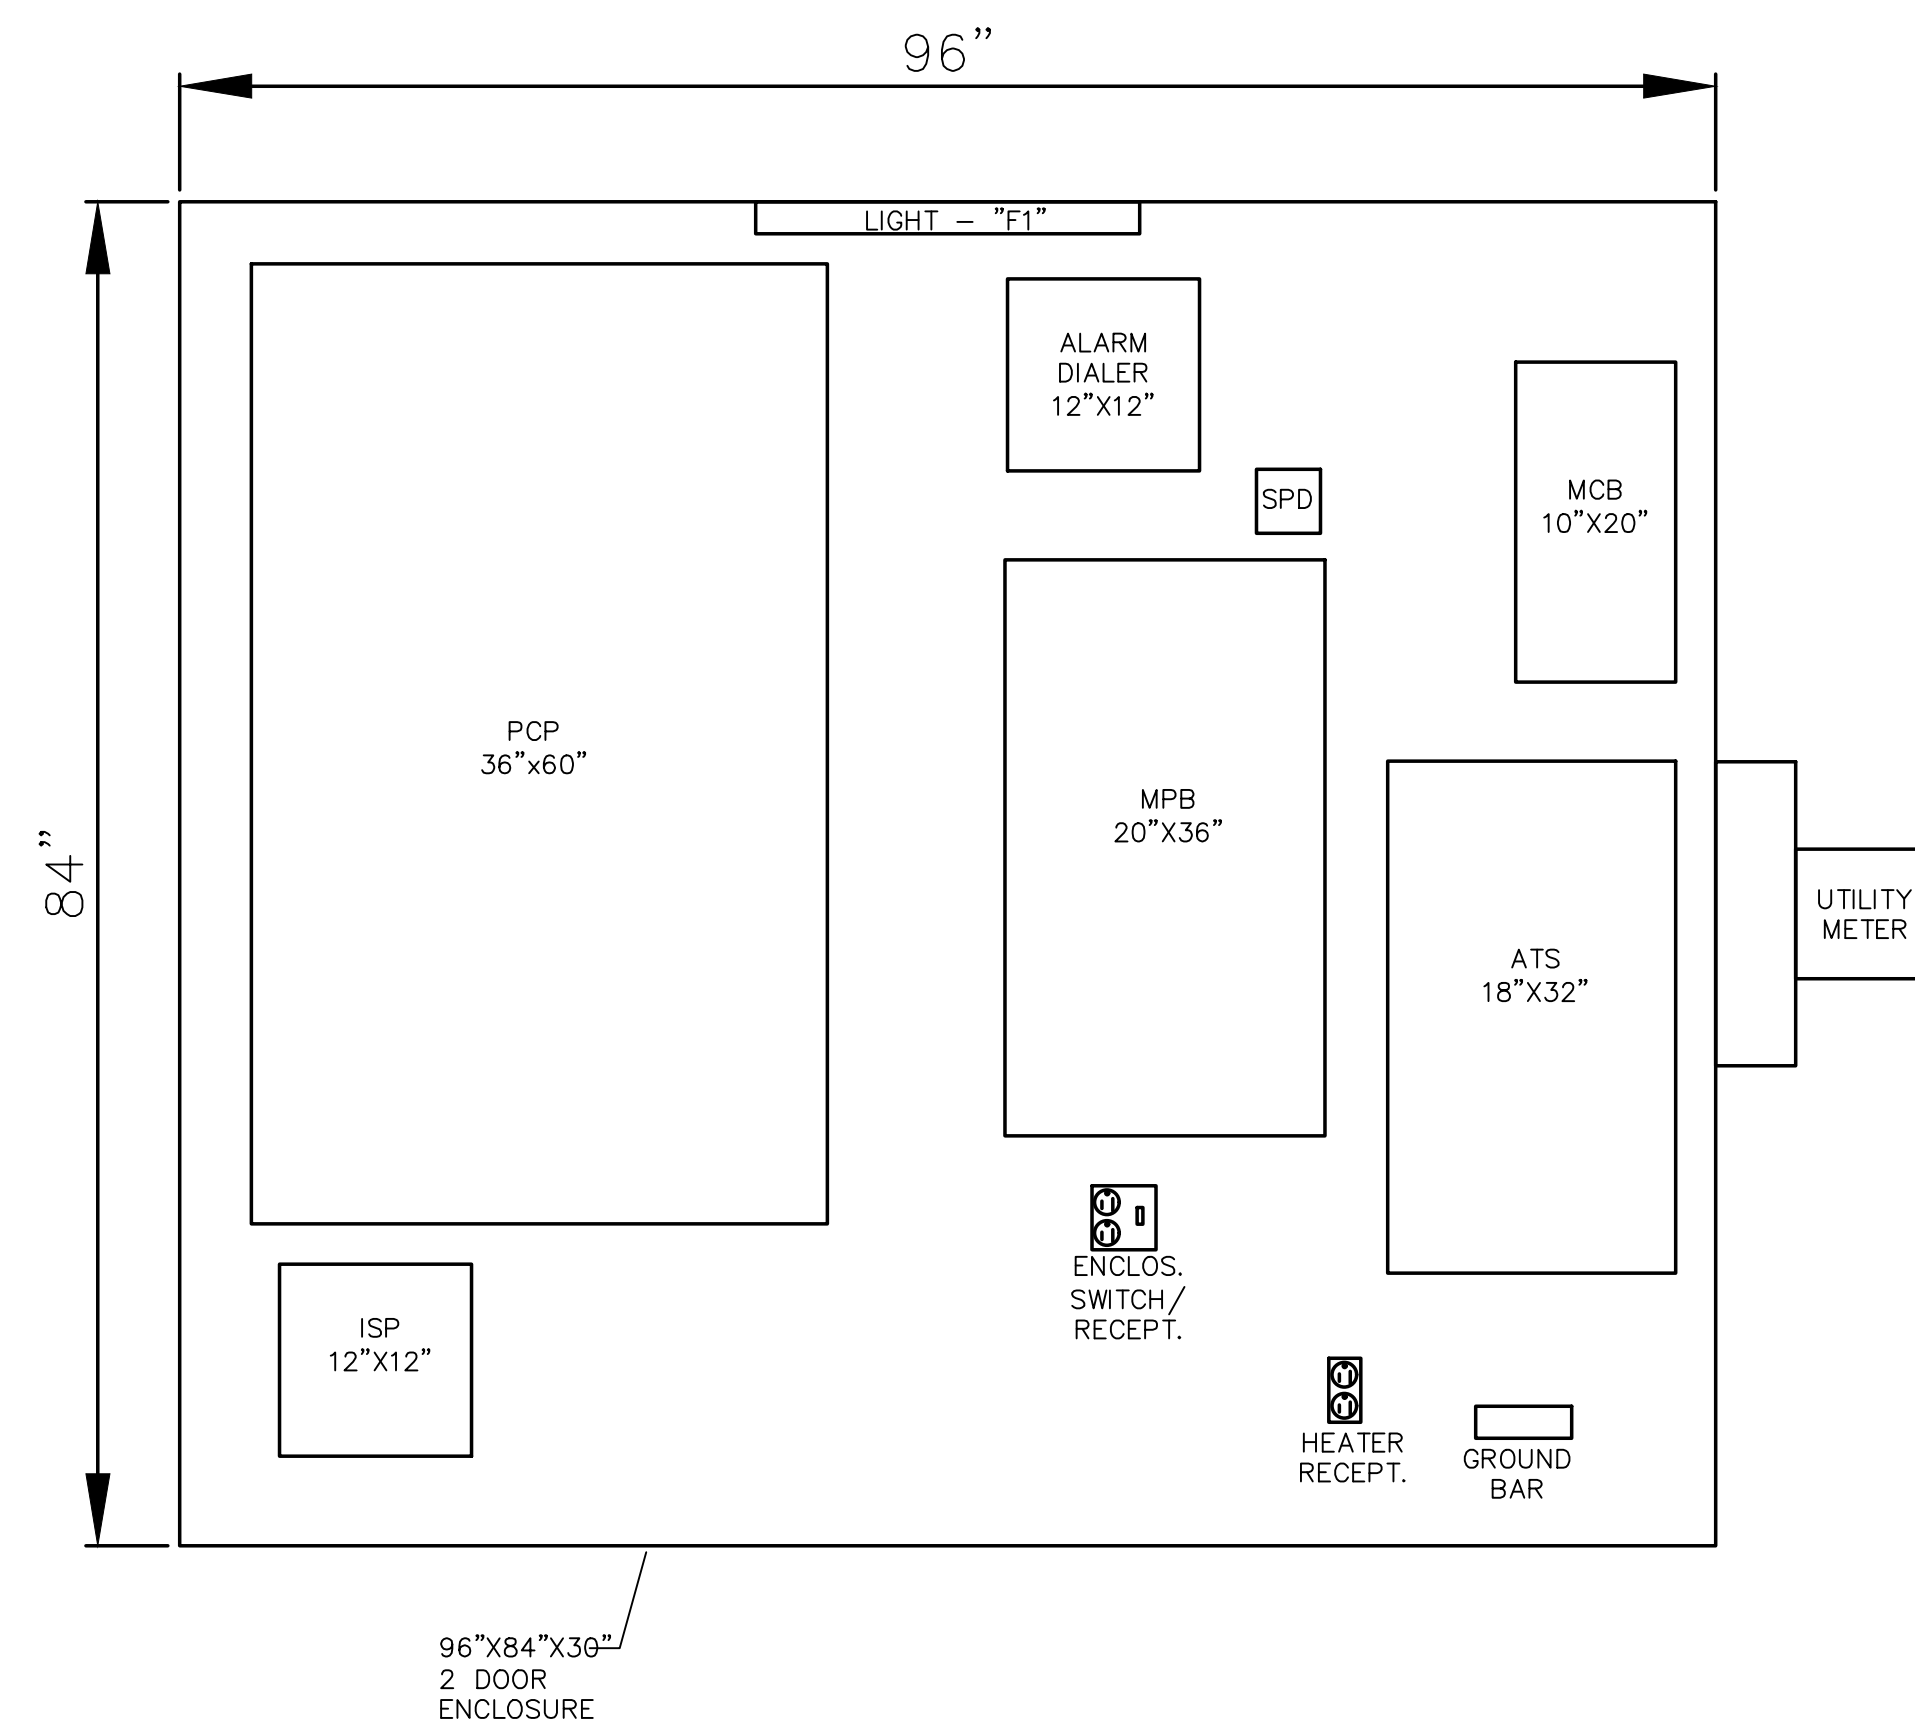 96"
84"
LIGHT - "F1"
ALARM
DIALER
12"X12"
SPD
MCB
10"X20"
PCP
36"x60"
MPB
20"X36"
UTILITY
METER
ATS
18"X32"
ENCLOS.
SWITCH/
RECEPT.
ISP
12"X12"
HEATER
RECEPT.
GROUND
BAR
96"X84"X30"
2 DOOR
ENCLOSURE